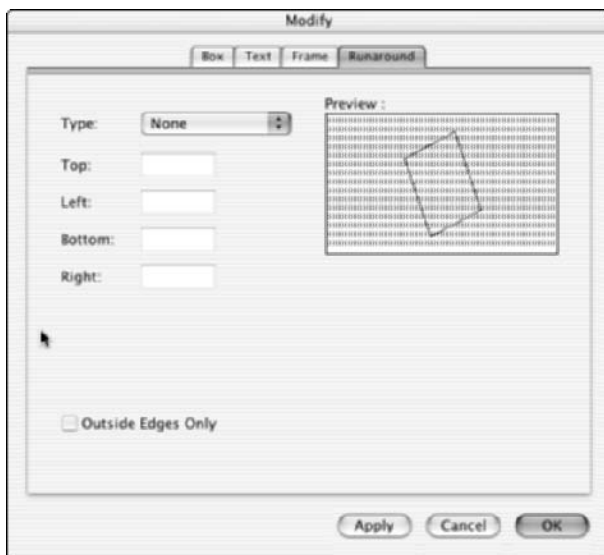 Modify
Box Text Frame Runaround
Type: None
Preview :
Top:
Left:
Bottom:
Right:
Outside Edges Only
Apply Cancel OK